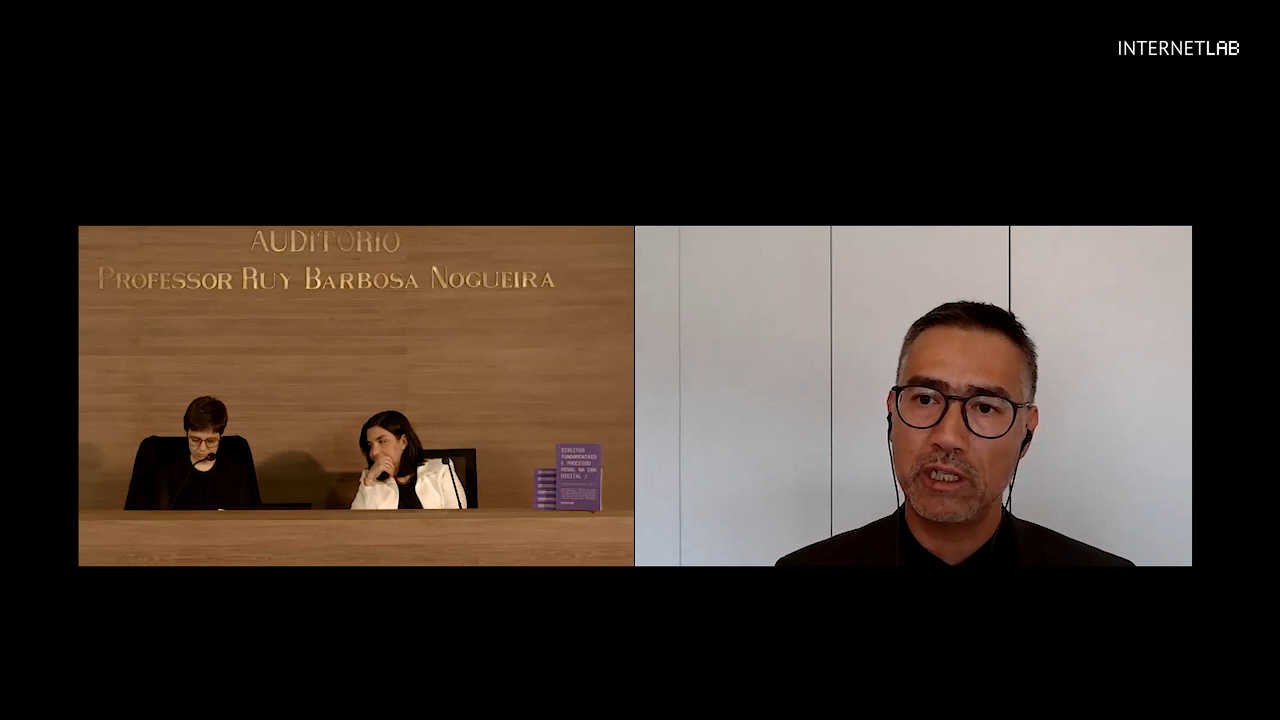 INTERNETLAB
AUDITÓRIO
PROFESSOR RUY BARBOSA NOGUEIRA
DIREITOS
FUNDAMENTAIS
E PROCESSO
PENAL NA ERA
DIGITAL /